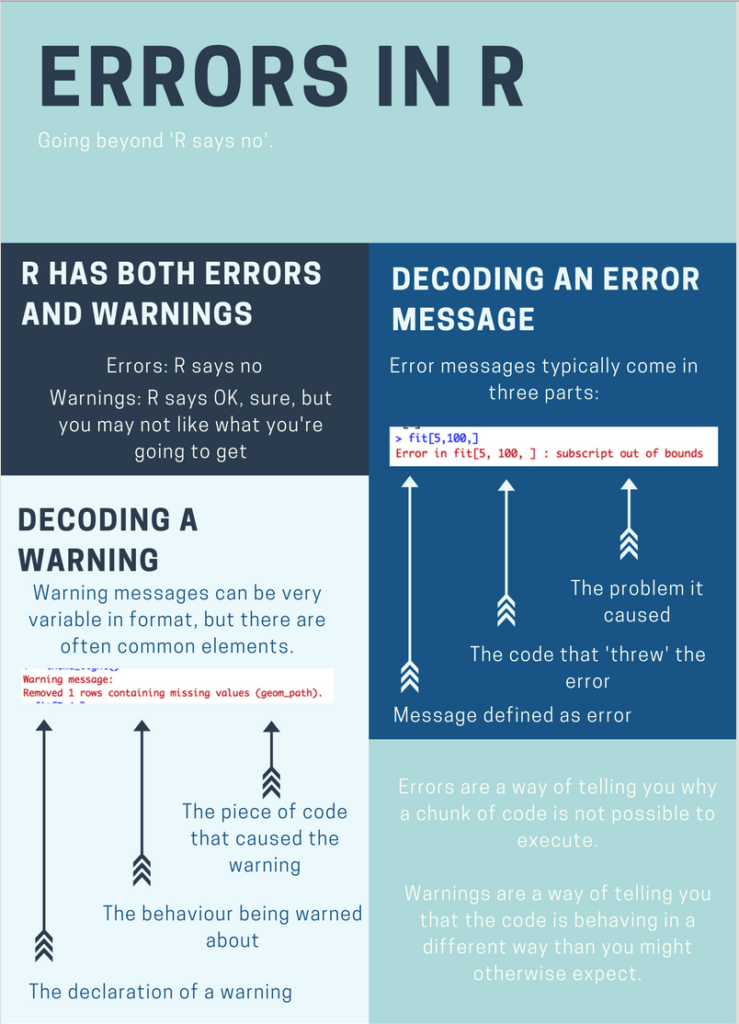 ERRORS IN R
Going beyond 'R says no'.
R HAS BOTH ERRORS
AND WARNINGS
Errors: R says no
Warnings: R says OK, sure, but
you may not like what you're
going to get
DECODING A
WARNING
Warning messages can be very
variable in format, but there are
often common elements.
Warning message:
Removed 1 rows containing missing values (geom_path).
The piece of code
that caused the
warning
The behaviour being warned
about
The declaration of a warning
DECODING AN ERROR
MESSAGE
Error messages typically come in
three parts:
> fit[5,100,]
Error in fit[5, 100, ] : subscript out of bounds
The problem it
caused
The code that 'threw' the
error
Message defined as error
Errors are a way of telling you why
a chunk of code is not possible to
execute.
Warnings are a way of telling you
that the code is behaving in a
different way than you might
otherwise expect.